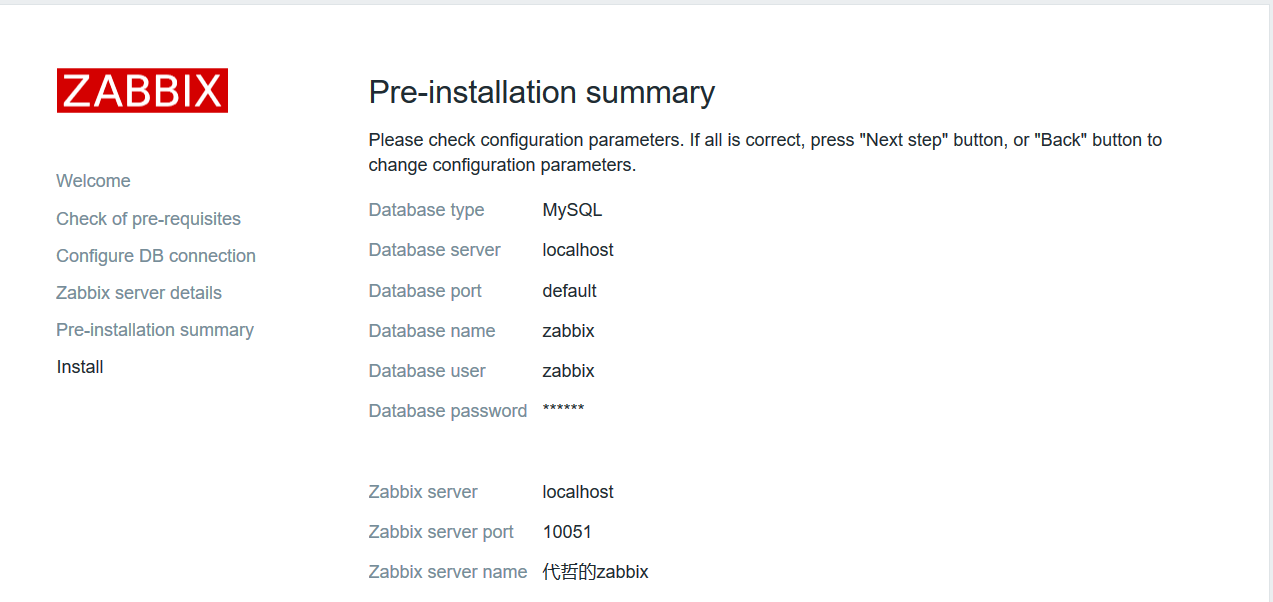 ZABBIX
Welcome
Check of pre-requisites
Configure DB connection
Zabbix server details
Pre-installation summary
Install
Pre-installation summary
Please check configuration parameters. If all is correct, press "Next step" button, or "Back" button to
change configuration parameters.
Database type MySQL
Database server localhost
Database port default
Database name zabbix
Database user zabbix
Database password ******
Zabbix server localhost
Zabbix server port 10051
Zabbix server name 代哲的zabbix